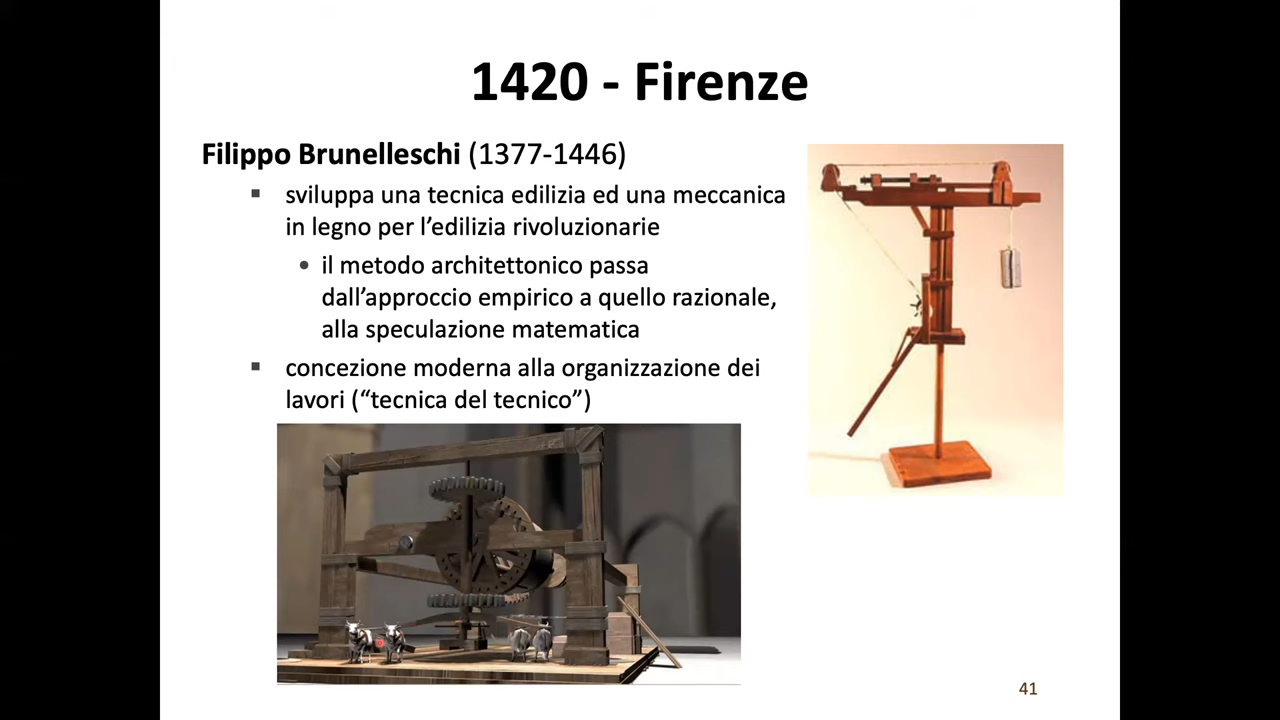 1420 - Firenze
Filippo Brunelleschi (1377-1446)
▪ sviluppa una tecnica edilizia ed una meccanica
in legno per l’edilizia rivoluzionarie
• il metodo architettonico passa
dall’approccio empirico a quello razionale,
alla speculazione matematica
▪ concezione moderna alla organizzazione dei
lavori (“tecnica del tecnico”)
41